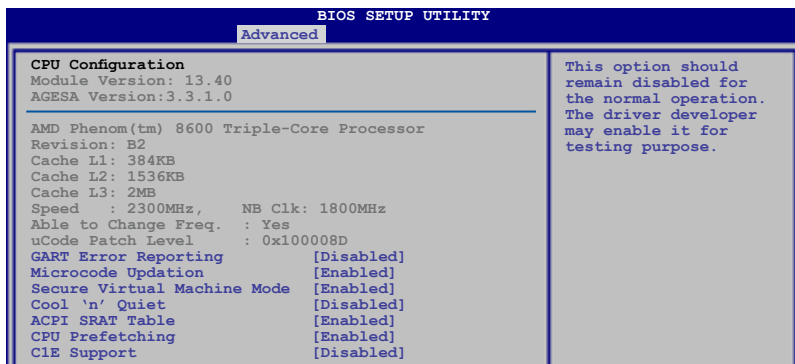 BIOS SETUP UTILITY
Advanced
CPU Configuration
Module Version: 13.40
AGESA Version:3.3.1.0
AMD Phenom(tm) 8600 Triple-Core Processor
Revision: B2
Cache L1: 384KB
Cache L2: 1536KB
Cache L3: 2MB
Speed : 2300MHz, NB Clk: 1800MHz
Able to Change Freq. : Yes
uCode Patch Level : 0x100008D
GART Error Reporting [Disabled]
Microcode Updation [Enabled]
Secure Virtual Machine Mode [Enabled]
Cool ‘n’ Quiet [Disabled]
ACPI SRAT Table [Enabled]
CPU Prefetching [Enabled]
C1E Support [Disabled]
This option should
remain disabled for
the normal operation.
The driver developer
may enable it for
testing purpose.